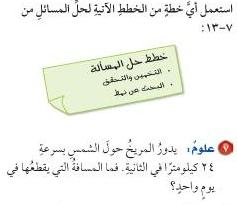 استعمل أيَّ خطةٍ من الخططِ الآتيةِ لحلِّ المسائلِ من
٧-١٣:
خطط حل المسألة
• التخمين والتحقق
• البحث عن نمط
٧ علومٌ: يدورُ المريخُ حولَ الشمسِ بسرعةِ
٢٤ كيلومترًا في الثانيةِ. فما المسافةُ التي يقطعُها في
يومٍ واحدٍ؟